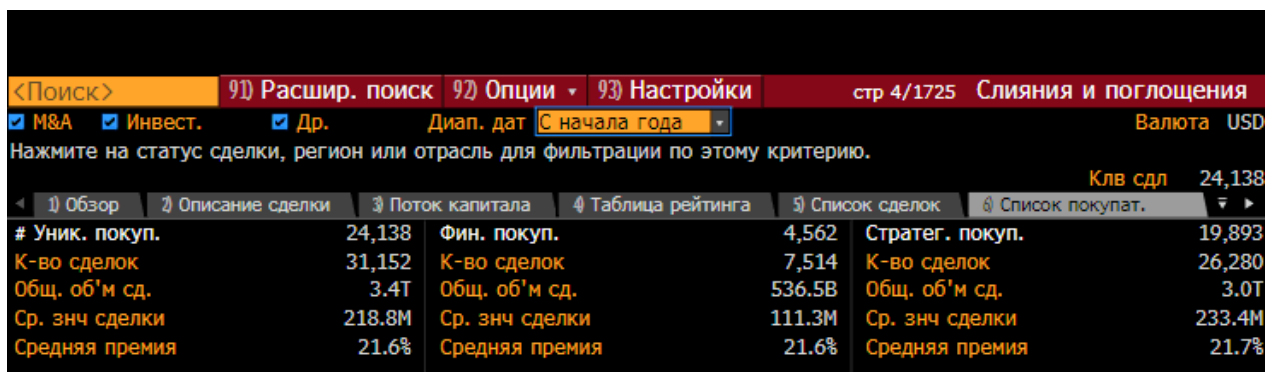 <Поиск> 91) Расшир. поиск 92) Опции 93) Настройки стр 4/1725 Слияния и поглощения
M&A Инвест. Др. Диап. дат С начала года Валюта USD
Нажмите на статус сделки, регион или отрасль для фильтрации по этому критерию.
Клв сдл 24,138
1) Обзор 2) Описание сделки 3) Поток капитала 4) Таблица рейтинга 5) Список сделок 6) Список покупат.
# Уник. покуп. 24,138 Фин. покуп. 4,562 Стратег. покуп. 19,893
К-во сделок 31,152 К-во сделок 7,514 К-во сделок 26,280
Общ. об'м сд. 3.4T Общ. об'м сд. 536.5B Общ. об'м сд. 3.0T
Ср. знч сделки 218.8M Ср. знч сделки 111.3M Ср. знч сделки 233.4M
Средняя премия 21.6% Средняя премия 21.6% Средняя премия 21.7%